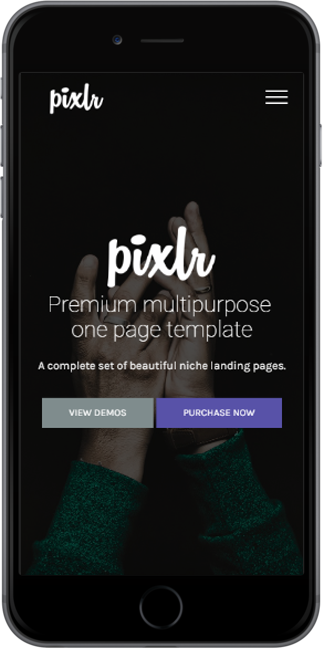 pixlr
pixlr
Premium multipurpose
one page template
A complete set of beautiful niche landing pages.
VIEW DEMOS
PURCHASE NOW